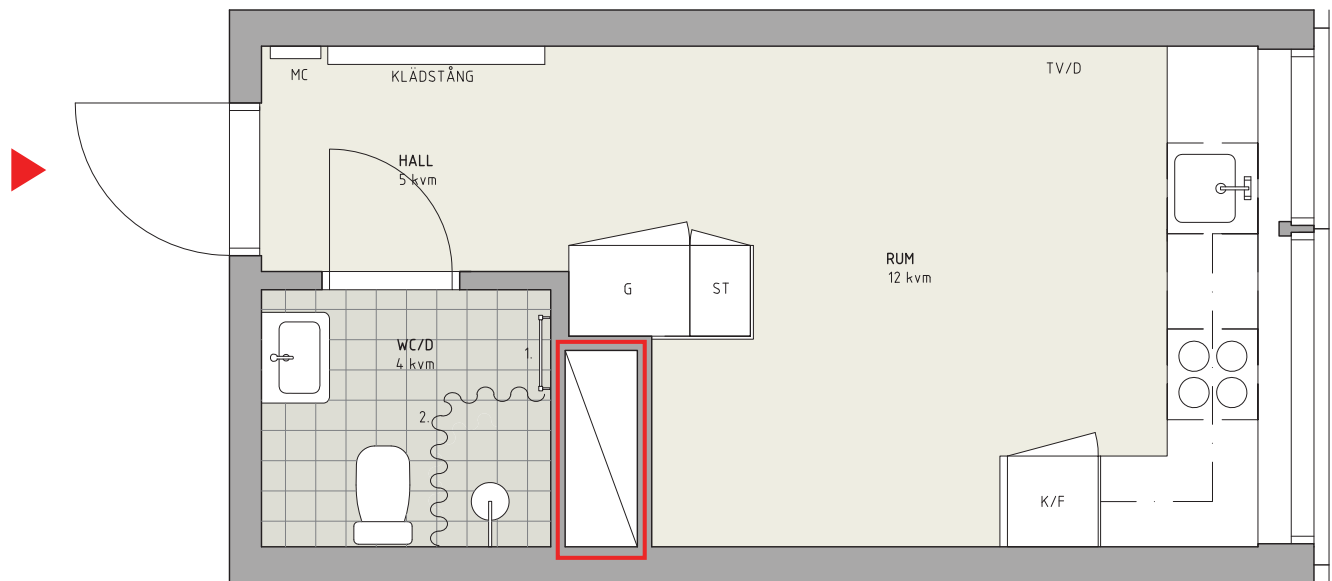 MC
KLÄDSTÅNG
TV/D
HALL
5 kvm
RUM
12 kvm
G
ST
WC/D
4 kvm
1.
2.
K/F